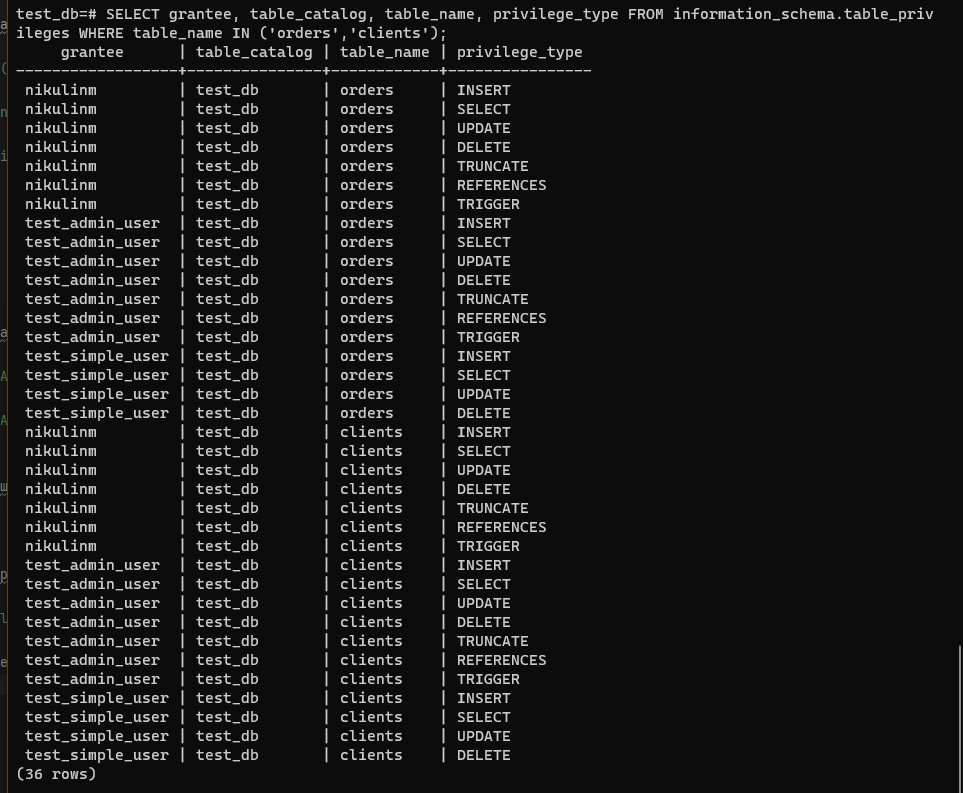 test_db=# SELECT grantee, table_catalog, table_name, privilege_type FROM information_schema.table_priv
ileges WHERE table_name IN ('orders','clients');
     grantee      | table_catalog | table_name | privilege_type
------------------+---------------+------------+----------------
 nikulinm         | test_db       | orders     | INSERT
 nikulinm         | test_db       | orders     | SELECT
 nikulinm         | test_db       | orders     | UPDATE
 nikulinm         | test_db       | orders     | DELETE
 nikulinm         | test_db       | orders     | TRUNCATE
 nikulinm         | test_db       | orders     | REFERENCES
 nikulinm         | test_db       | orders     | TRIGGER
 test_admin_user  | test_db       | orders     | INSERT
 test_admin_user  | test_db       | orders     | SELECT
 test_admin_user  | test_db       | orders     | UPDATE
 test_admin_user  | test_db       | orders     | DELETE
 test_admin_user  | test_db       | orders     | TRUNCATE
 test_admin_user  | test_db       | orders     | REFERENCES
 test_admin_user  | test_db       | orders     | TRIGGER
 test_simple_user | test_db       | orders     | INSERT
 test_simple_user | test_db       | orders     | SELECT
 test_simple_user | test_db       | orders     | UPDATE
 test_simple_user | test_db       | orders     | DELETE
 nikulinm         | test_db       | clients    | INSERT
 nikulinm         | test_db       | clients    | SELECT
 nikulinm         | test_db       | clients    | UPDATE
 nikulinm         | test_db       | clients    | DELETE
 nikulinm         | test_db       | clients    | TRUNCATE
 nikulinm         | test_db       | clients    | REFERENCES
 nikulinm         | test_db       | clients    | TRIGGER
 test_admin_user  | test_db       | clients    | INSERT
 test_admin_user  | test_db       | clients    | SELECT
 test_admin_user  | test_db       | clients    | UPDATE
 test_admin_user  | test_db       | clients    | DELETE
 test_admin_user  | test_db       | clients    | TRUNCATE
 test_admin_user  | test_db       | clients    | REFERENCES
 test_admin_user  | test_db       | clients    | TRIGGER
 test_simple_user | test_db       | clients    | INSERT
 test_simple_user | test_db       | clients    | SELECT
 test_simple_user | test_db       | clients    | UPDATE
 test_simple_user | test_db       | clients    | DELETE
(36 rows)